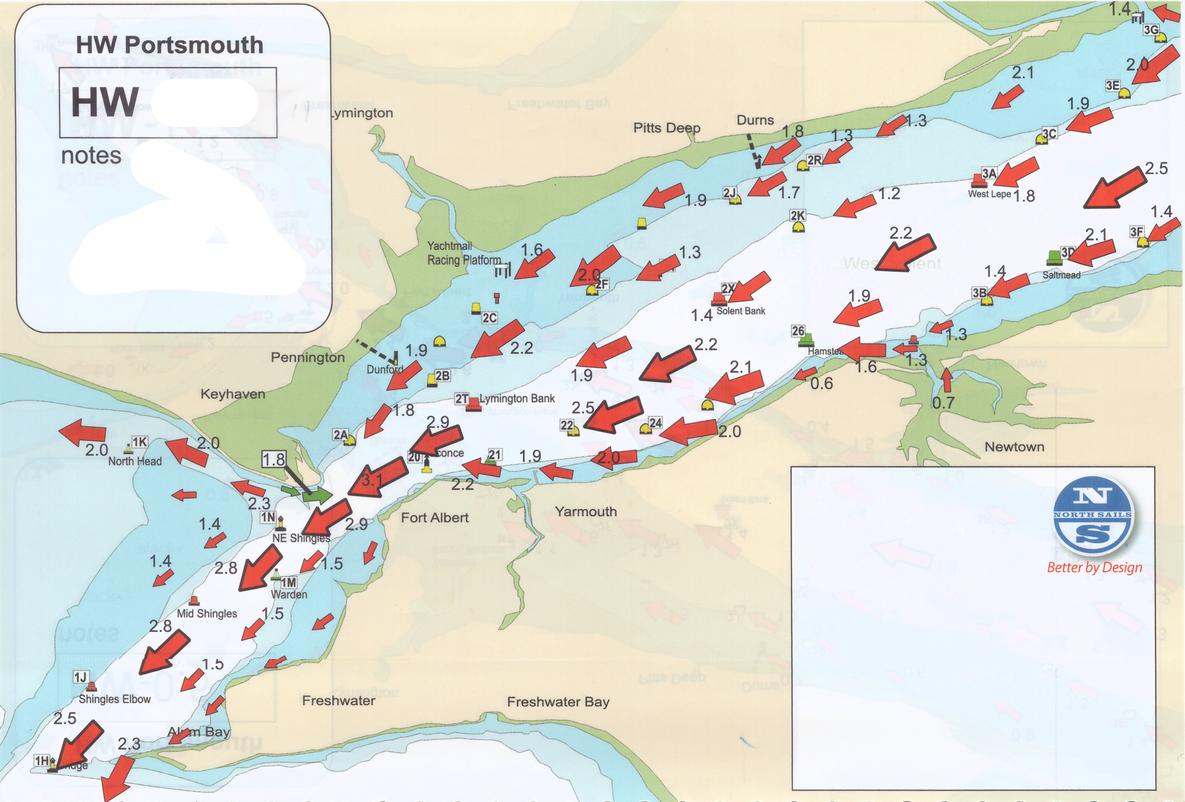 HW Portsmouth
HW
notes
Lymington
Pitts Deep
Durns
1.4
3G
2.0
3E
2.1
1.9
3C
1.3
1.8
1.3
2R
3A
West Lepe
1.8
2.5
1.9
2J
1.7
2K
1.2
1.4
3F
2.1
3D
Saltmead
2.2
Yachtmail
Racing Platform
1.6
2.0
2F
1.3
2X
Solent Bank
1.4
1.4
3B
1.9
2C
2.2
26
Hamstead
1.3
1.3
1.6
0.6
0.7
Newtown
Pennington
Dunford
1.9
2B
1.9
2.2
2.1
Keyhaven
2T
Lymington Bank
1.8
2.5
22
24
2.0
2A
2.9
20
Sconce
21
1.9
2.0
2.2
1.8
3.1
2.0
1K
North Head
2.0
2.3
1N
NE Shingles
2.9
Fort Albert
Yarmouth
1.4
1.4
2.8
1.5
1M
Warden
Mid Shingles
1.5
2.8
1.5
1J
Shingles Elbow
Freshwater
Freshwater Bay
2.5
2.3
Alum Bay
1H
N
NORTH SAILS
S
Better by Design